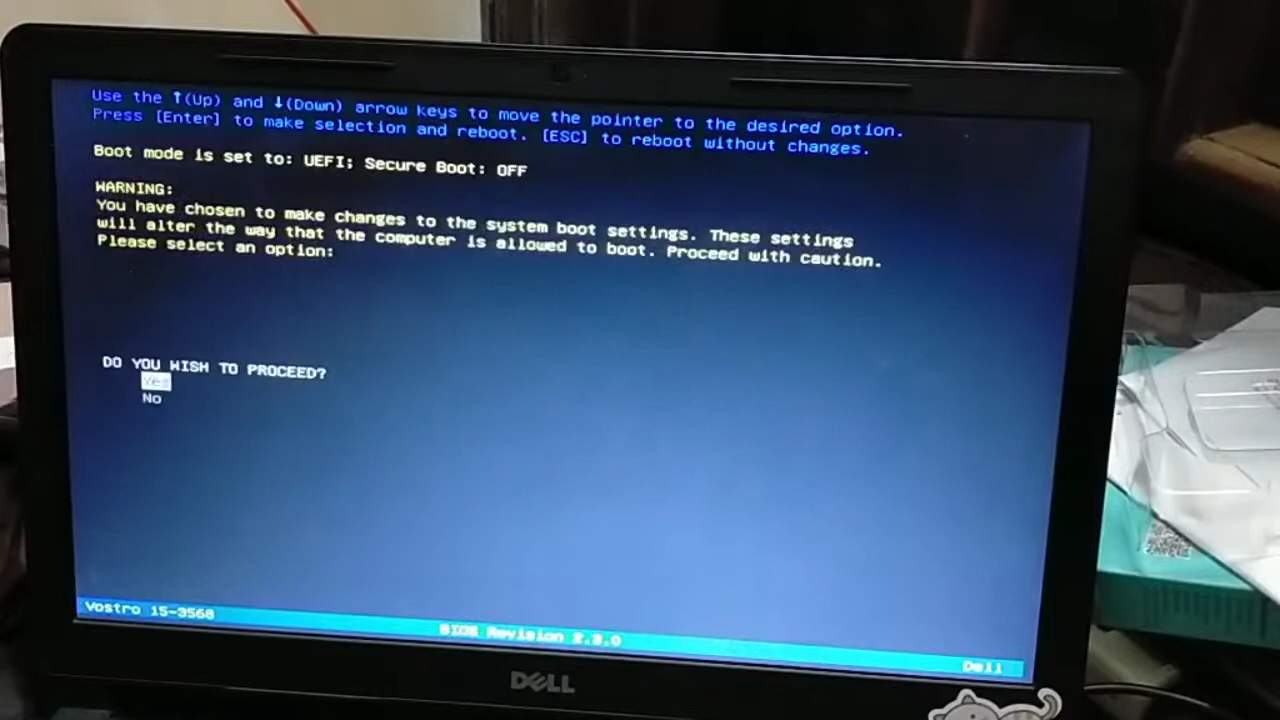 Use the ↑(Up) and ↓(Down) arrow keys to move the pointer to the desired option.
Press [Enter] to make selection and reboot. [ESC] to reboot without changes.
Boot mode is set to: UEFI; Secure Boot: OFF
WARNING:
You have chosen to make changes to the system boot settings. These settings
will alter the way that the computer is allowed to boot. Proceed with caution.
Please select an option:
DO YOU WISH TO PROCEED?
Yes
No
Vostro 15-3568
BIOS Revision 2.3.0
Dell
DELL